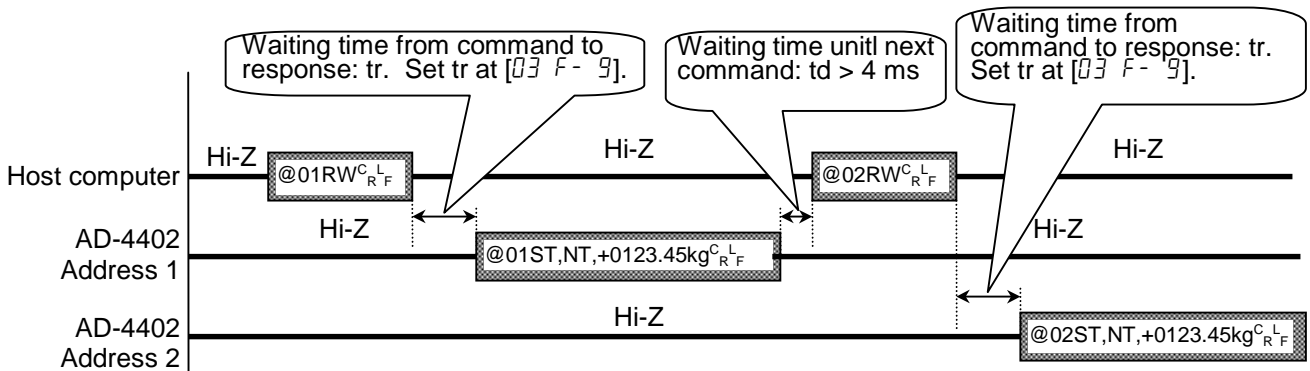 Waiting time from command to
response: tr. Set tr at [03 F- 9].
Waiting time unitl next
command: td > 4 ms
Waiting time from
command to response: tr.
Set tr at [03 F- 9].
Host computer
Hi-Z
@01RWCRLF
Hi-Z
@02RWCRLF
Hi-Z
AD-4402
Address 1
Hi-Z
@01ST,NT,+0123.45kgCRLF
Hi-Z
AD-4402
Address 2
Hi-Z
@02ST,NT,+0123.45kgCRLF